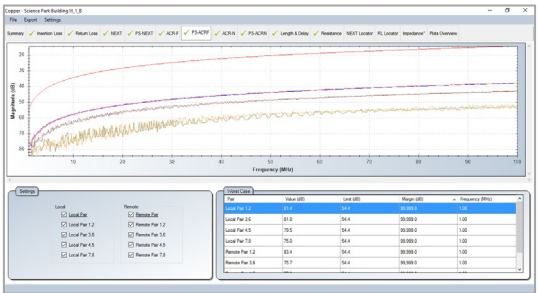 Copper - Science Park Building III_1_B
File Export Settings
Summary Insertion Loss Return Loss NEXT PS-NEXT ACR-F PS-ACRF ACR-N PS-ACRN Length & Delay Resistance NEXT Locator RL Locator Impedance* Plots Overview
Magnitude (dB)
20
30
40
50
60
70
80
10 20 30 40 50 60 70 80 90 100
Frequency (MHz)
Settings
Local Remote
Local Pair Remote Pair
Local Pair 1.2 Remote Pair 1.2
Local Pair 3.6 Remote Pair 3.6
Local Pair 4.5 Remote Pair 4.5
Local Pair 7.8 Remote Pair 7.8
Worst Case
Pair Value (dB) Limit (dB) Margin (dB) Frequency (MHz)
Local Pair 1.2 81.4 54.4 99,999.0 1.00
Local Pair 3.6 81.0 54.4 99,999.0 1.00
Local Pair 4.5 79.5 54.4 99,999.0 1.00
Local Pair 7.8 75.0 54.4 99,999.0 1.00
Remote Pair 1.2 83.4 54.4 99,999.0 1.00
Remote Pair 3.6 75.7 54.4 99,999.0 1.00